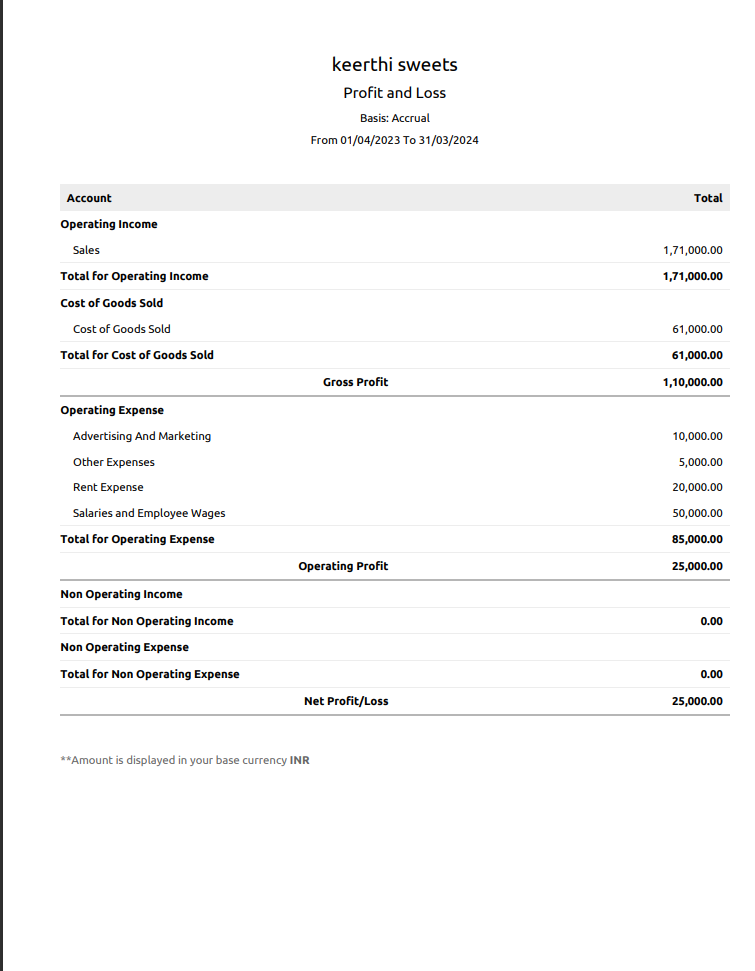 keerthi sweets
Profit and Loss
Basis: Accrual
From 01/04/2023 To 31/03/2024
Account Total
Operating Income
Sales 1,71,000.00
Total for Operating Income 1,71,000.00
Cost of Goods Sold
Cost of Goods Sold 61,000.00
Total for Cost of Goods Sold 61,000.00
Gross Profit 1,10,000.00
Operating Expense
Advertising And Marketing 10,000.00
Other Expenses 5,000.00
Rent Expense 20,000.00
Salaries and Employee Wages 50,000.00
Total for Operating Expense 85,000.00
Operating Profit 25,000.00
Non Operating Income
Total for Non Operating Income 0.00
Non Operating Expense
Total for Non Operating Expense 0.00
Net Profit/Loss 25,000.00
**Amount is displayed in your base currency INR